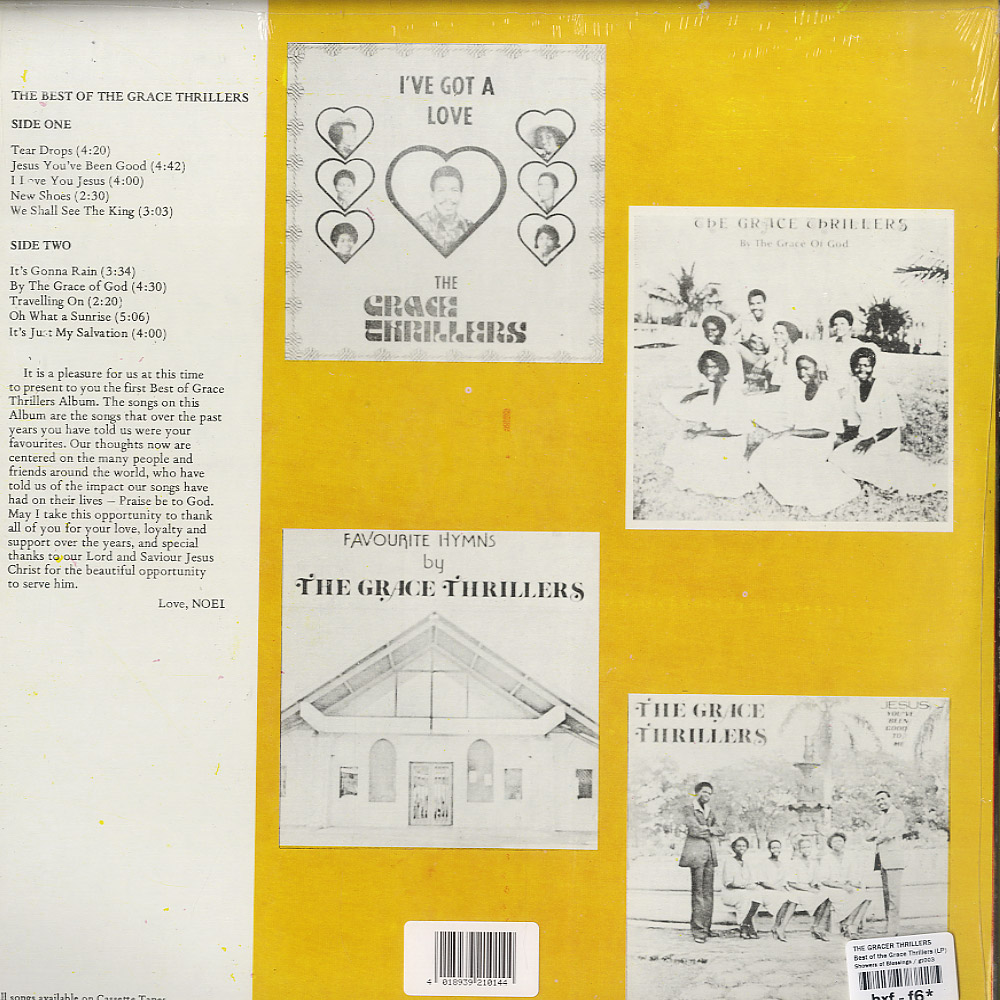 THE BEST OF THE GRACE THRILLERS
SIDE ONE
Tear Drops (4:20)
Jesus You've Been Good (4:42)
I Love You Jesus (4:00)
New Shoes (2:30)
We Shall See The King (3:03)
SIDE TWO
It's Gonna Rain (3:34)
By The Grace of God (4:30)
Travelling On (2:20)
Oh What a Sunrise (5:06)
It's Just My Salvation (4:00)
It is a pleasure for us at this time
to present to you the first Best of Grace
Thrillers Album. The songs on this
Album are the songs that over the past
years you have told us were your
favourites. Our thoughts now are
centered on the many people and
friends around the world, who have
told us of the impact our songs have
had on their lives — Praise be to God.
May I take this opportunity to thank
all of you for your love, loyalty and
support over the years, and special
thanks to our Lord and Saviour Jesus
Christ for the beautiful opportunity
to serve him.
Love, NOEL
ll songs available on Cassette Tapes
I'VE GOT A
LOVE
THE
GRACE
THRILLERS
THE GRACE THRILLERS
By The Grace Of God
FAVOURITE HYMNS
by
THE GRACE THRILLERS
THE GRACE
THRILLERS
JESUS
YOU'VE
BEEN
GOOD
TO
ME
4 018939 210144
THE GRACER THRILLERS
Best of the Grace Thrillers (LP)
Showers of Blessings / gt003
bxf - f6*